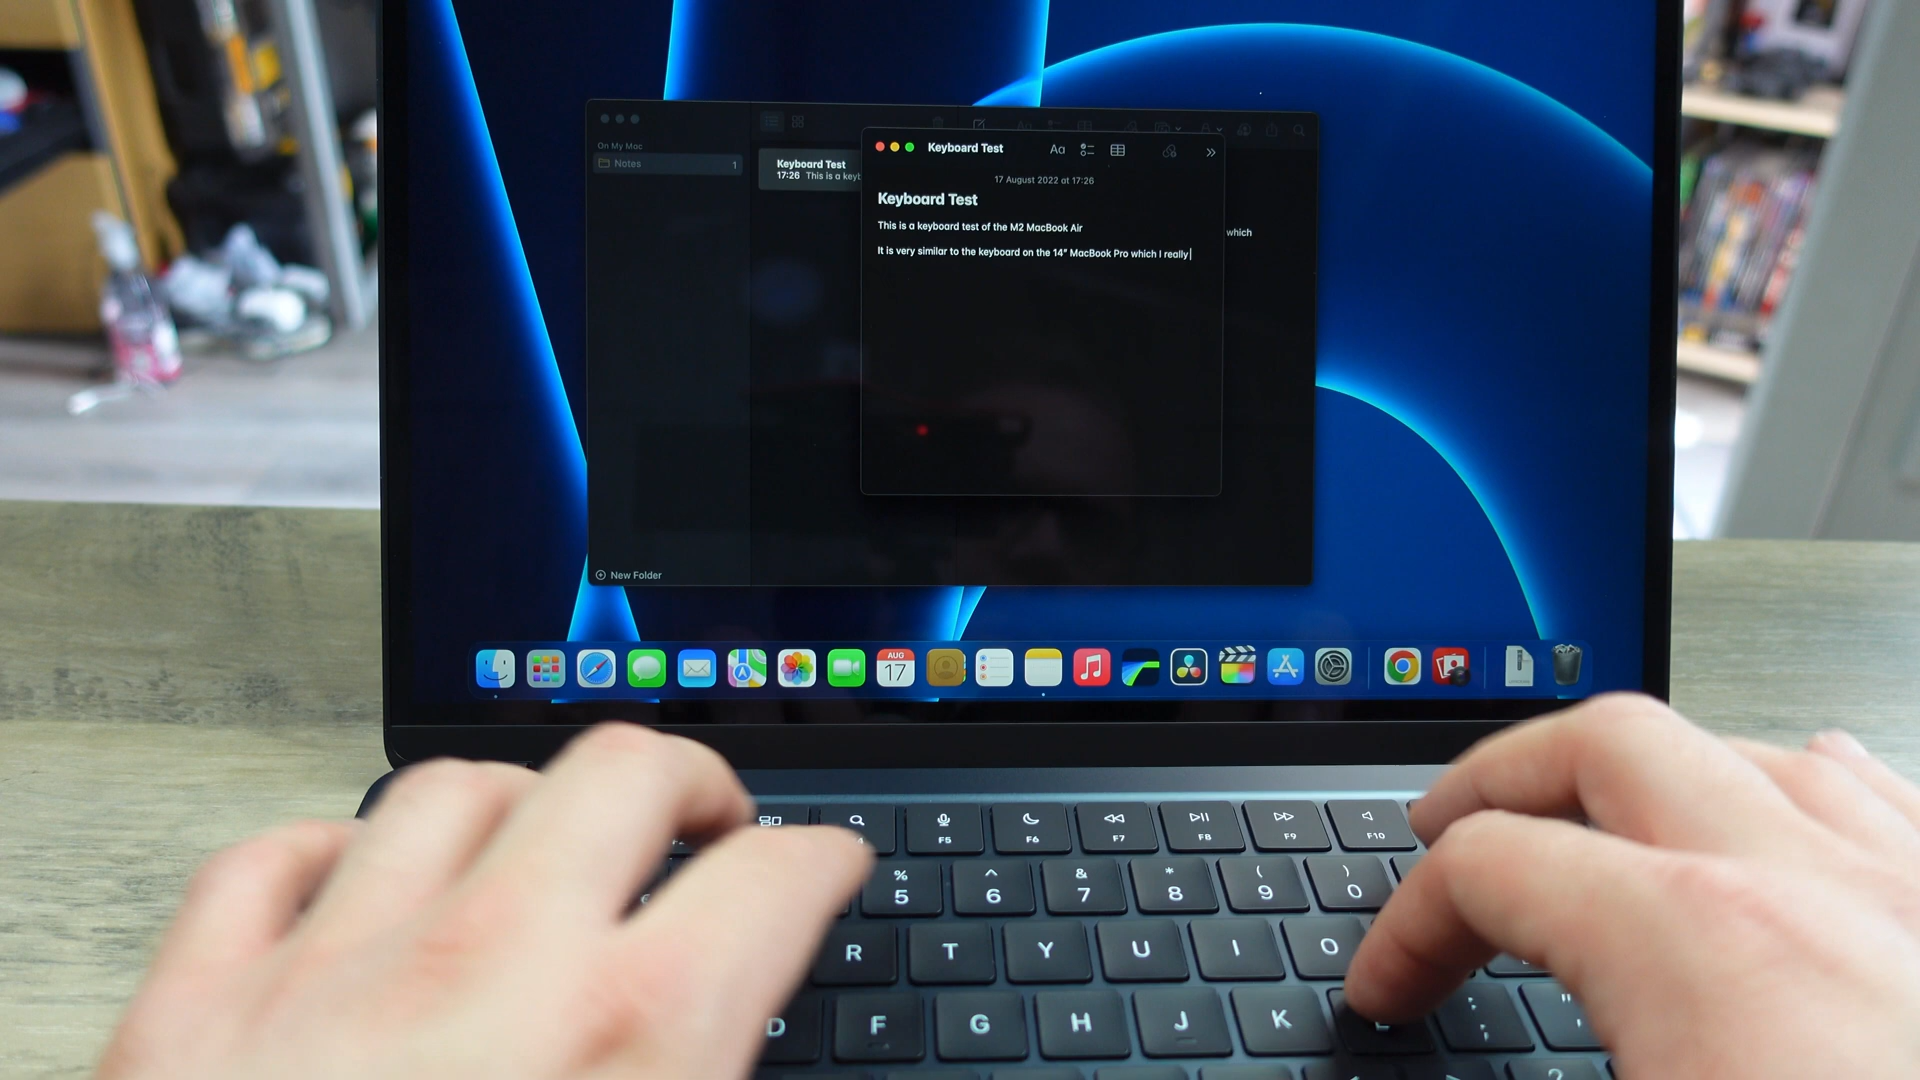 On My Mac
Notes 1
Keyboard Test
17:26 This is a keyb
Keyboard Test
Aa
17 August 2022 at 17:26
Keyboard Test
This is a keyboard test of the M2 MacBook Air
It is very similar to the keyboard on the 14” MacBook Pro which I really
which
New Folder
AUG
17
F5
F6
F7
F8
F9
F10
%
5
^
6
&
7
*
8
(
9
)
0
R
T
Y
U
I
O
D
F
G
H
J
K
L
:
;
"
'
?